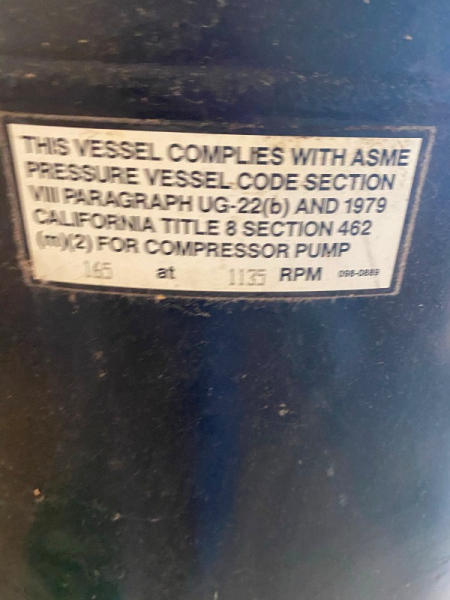 THIS VESSEL COMPLIES WITH ASME
PRESSURE VESSEL CODE SECTION
VIII PARAGRAPH UG-22(b) AND 1979
CALIFORNIA TITLE 8 SECTION 462
(m)(2) FOR COMPRESSOR PUMP
165 at 1135 RPM 098-0889